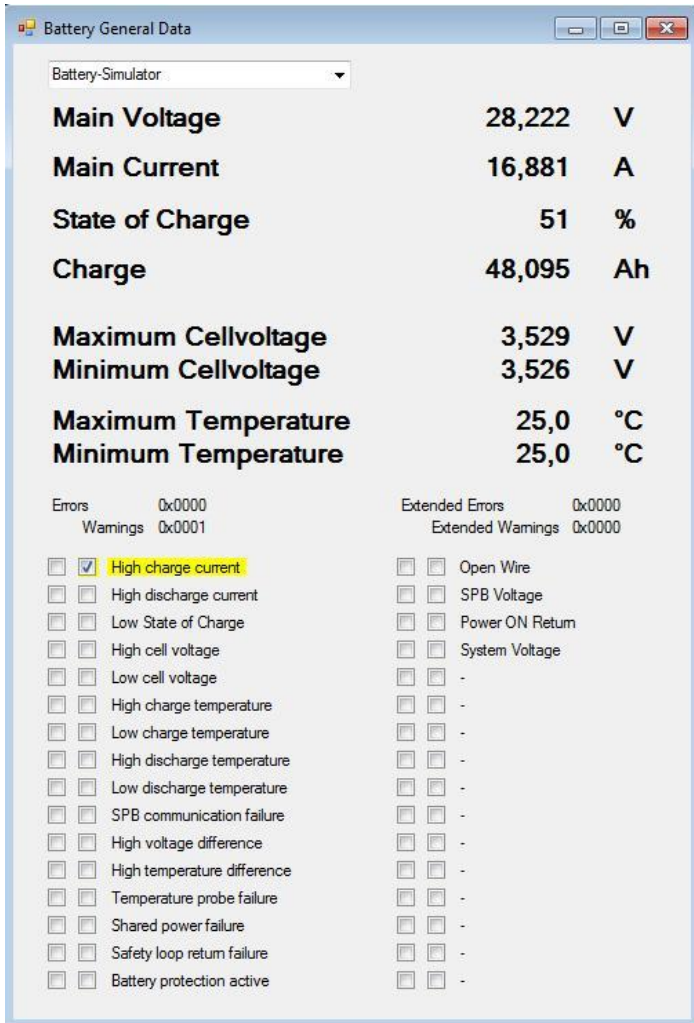 Battery General Data
Battery-Simulator
Main Voltage 28,222 V
Main Current 16,881 A
State of Charge 51 %
Charge 48,095 Ah
Maximum Cellvoltage 3,529 V
Minimum Cellvoltage 3,526 V
Maximum Temperature 25,0 °C
Minimum Temperature 25,0 °C
Errors 0x0000 Extended Errors 0x0000
Warnings 0x0001 Extended Warnings 0x0000
High charge current Open Wire
High discharge current SPB Voltage
Low State of Charge Power ON Return
High cell voltage System Voltage
Low cell voltage -
High charge temperature -
Low charge temperature -
High discharge temperature -
Low discharge temperature -
SPB communication failure -
High voltage difference -
High temperature difference -
Temperature probe failure -
Shared power failure -
Safety loop return failure -
Battery protection active -